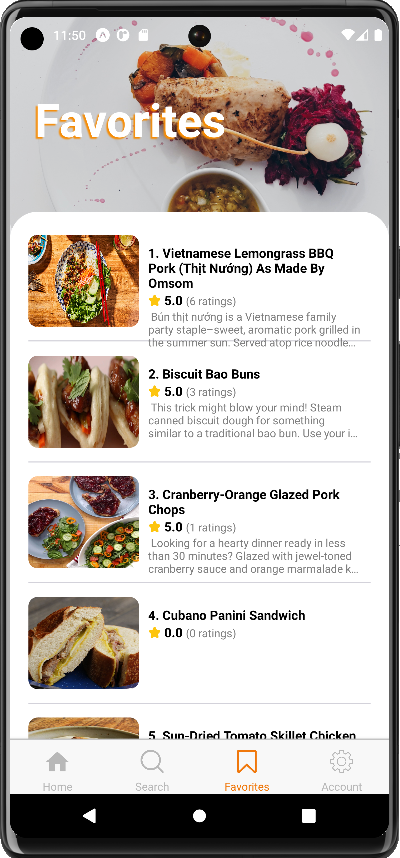 11:50
Favorites
1. Vietnamese Lemongrass BBQ
Pork (Thịt Nướng) As Made By
Omsom
5.0 (6 ratings)
Bún thịt nướng is a Vietnamese family
party staple–sweet, aromatic pork grilled in
the summer sun. Served atop rice noodle…
2. Biscuit Bao Buns
5.0 (3 ratings)
This trick might blow your mind! Steam
canned biscuit dough for something
similar to a traditional bao bun. Use your i…
3. Cranberry-Orange Glazed Pork
Chops
5.0 (1 ratings)
Looking for a hearty dinner ready in less
than 30 minutes? Glazed with jewel-toned
cranberry sauce and orange marmalade k…
4. Cubano Panini Sandwich
0.0 (0 ratings)
5. Sun-Dried Tomato Skillet Chicken
Home
Search
Favorites
Account